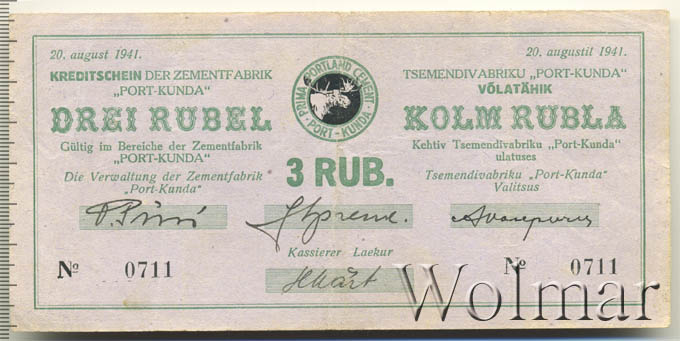 20. august 1941.
KREDITSCHEIN DER ZEMENTFABRIK
„PORT-KUNDA"
DREI RUBEL
Gültig im Bereiche der Zementfabrik
„PORT-KUNDA"
Die Verwaltung der Zementfabrik
„Port-Kunda"
PRIMA PORTLAND CEMENT
PORT-KUNDA
3 RUB.
Kassierer Laekur
20. augustil 1941.
TSEMENDIVABRIKU „PORT-KUNDA"
VÕLATÄHIK
KOLM RUBLA
Kehtiv Tsemendivabriku „Port-Kunda"
ulatuses
Tsemendivabriku „Port-Kunda"
Valitsus
№ 0711
№ 0711
Wolmar